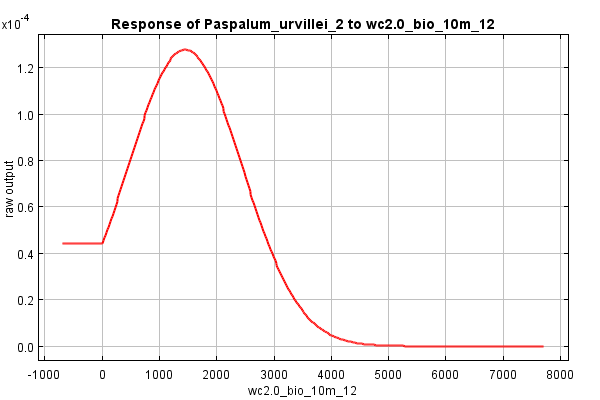 Response of Paspalum_urvillei_2 to wc2.0_bio_10m_12
x10^-4
1.2
1.0
0.8
0.6
0.4
0.2
0.0
raw output
-1000 0 1000 2000 3000 4000 5000 6000 7000 8000
wc2.0_bio_10m_12